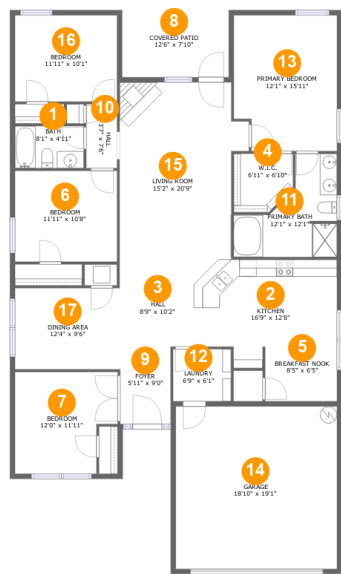 8
COVERED PATIO
12'6" x 7'10"
16
BEDROOM
11'11" x 10'1"
13
PRIMARY BEDROOM
12'1" x 15'11"
10
HALL
3'7" x 7'6"
1
BATH
8'1" x 4'11"
4
W.I.C.
6'11" x 6'10"
15
LIVING ROOM
15'2" x 20'9"
6
BEDROOM
11'11" x 10'8"
11
PRIMARY BATH
12'1" x 12'1"
3
HALL
8'9" x 10'2"
2
KITCHEN
16'9" x 12'8"
17
DINING AREA
12'4" x 9'6"
5
BREAKFAST NOOK
8'5" x 6'5"
9
FOYER
5'11" x 9'0"
12
LAUNDRY
6'9" x 6'1"
7
BEDROOM
12'0" x 11'11"
14
GARAGE
18'10" x 19'1"